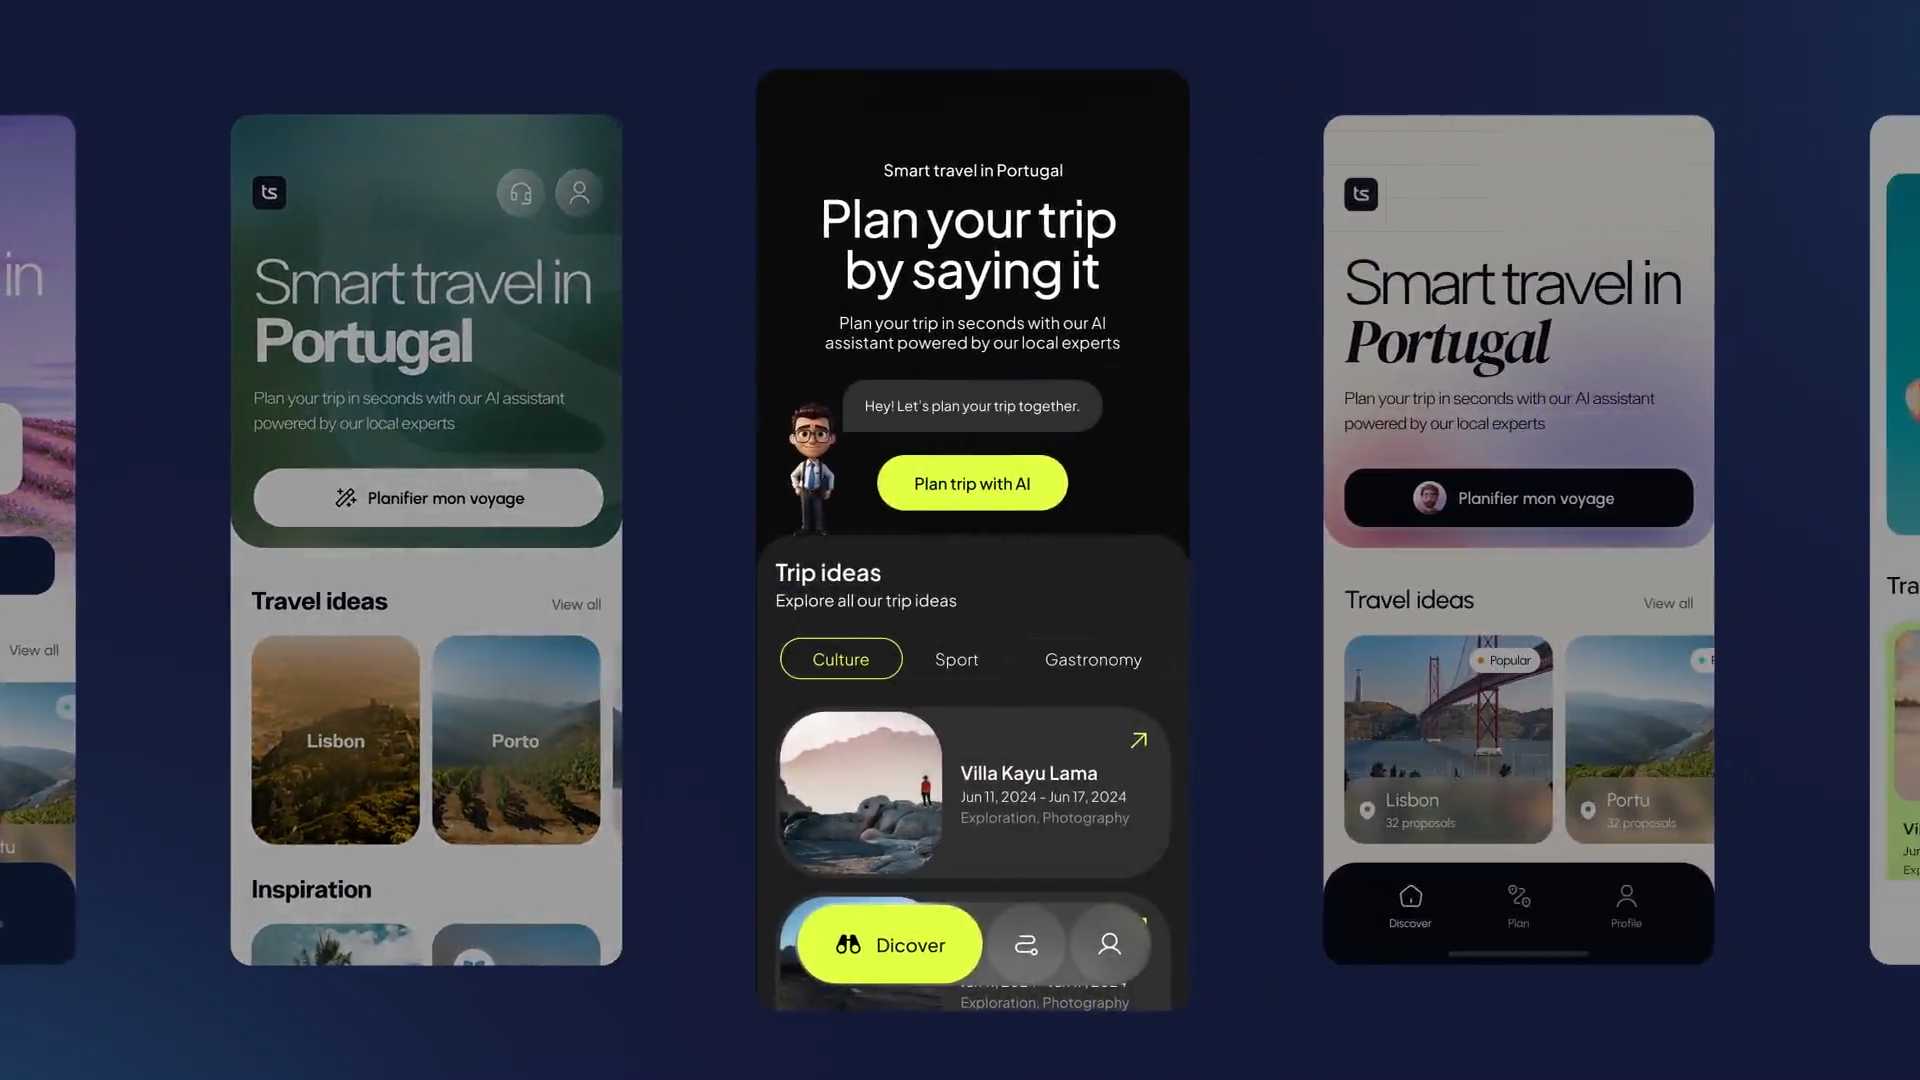 in
View all
tu
ts
Smart travel in
Portugal
Plan your trip in seconds with our AI assistant
powered by our local experts
Planifier mon voyage
Travel ideas
View all
Lisbon
Porto
Inspiration
Smart travel in Portugal
Plan your trip
by saying it
Plan your trip in seconds with our AI
assistant powered by our local experts
Hey! Let's plan your trip together.
Plan trip with AI
Trip ideas
Explore all our trip ideas
Culture
Sport
Gastronomy
Villa Kayu Lama
Jun 11, 2024 - Jun 17, 2024
Exploration, Photography
Dicover
Exploration, Photography
ts
Smart travel in
Portugal
Plan your trip in seconds with our AI assistant
powered by our local experts
Planifier mon voyage
Travel ideas
View all
Popular
Lisbon
32 proposals
Portu
32 proposals
Discover
Plan
Profile
Tra
Vi
Jun
Exp